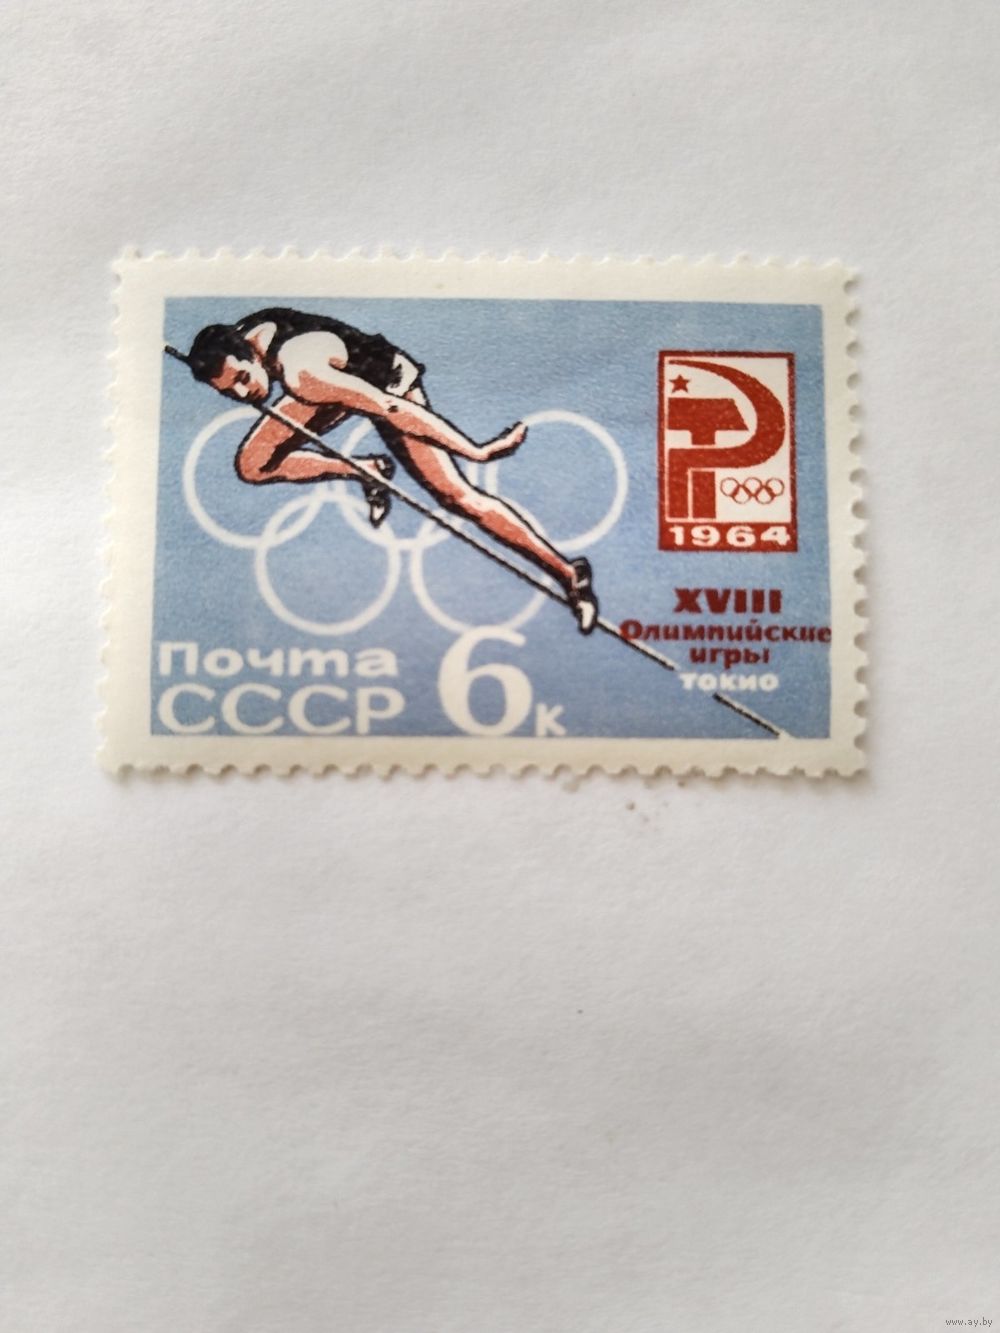 1964
XVIII
Олимпийские
игры
токио
Почта
СССР 6к
www.ay.by